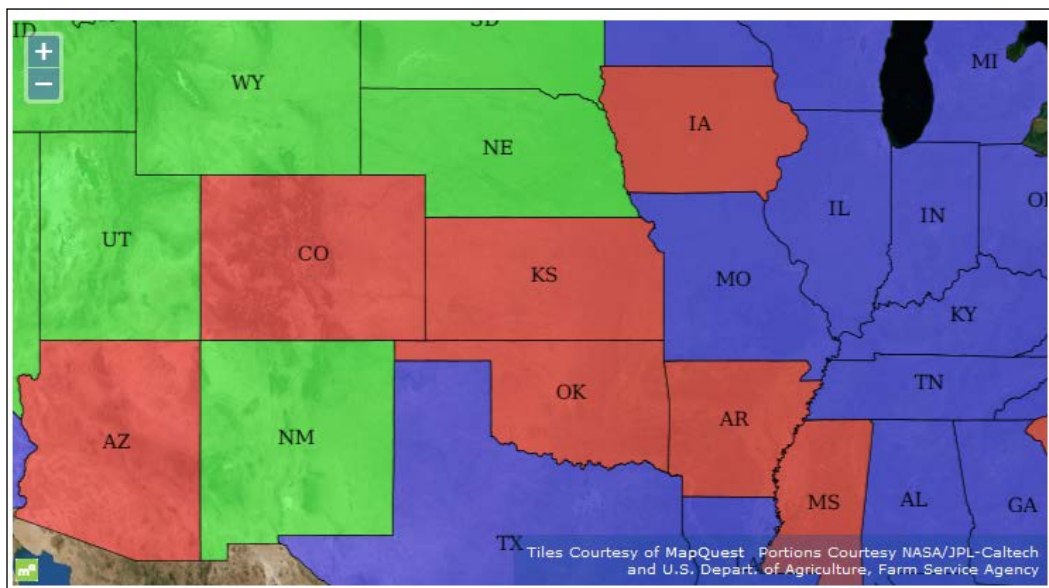 ID
SD
+
−
WY
MI
IA
NE
IL
IN
UT
CO
KS
MO
KY
TN
OK
AR
AZ
NM
MS
AL
GA
TX
Tiles Courtesy of MapQuest Portions Courtesy NASA/JPL-Caltech
and U.S. Depart. of Agriculture, Farm Service Agency